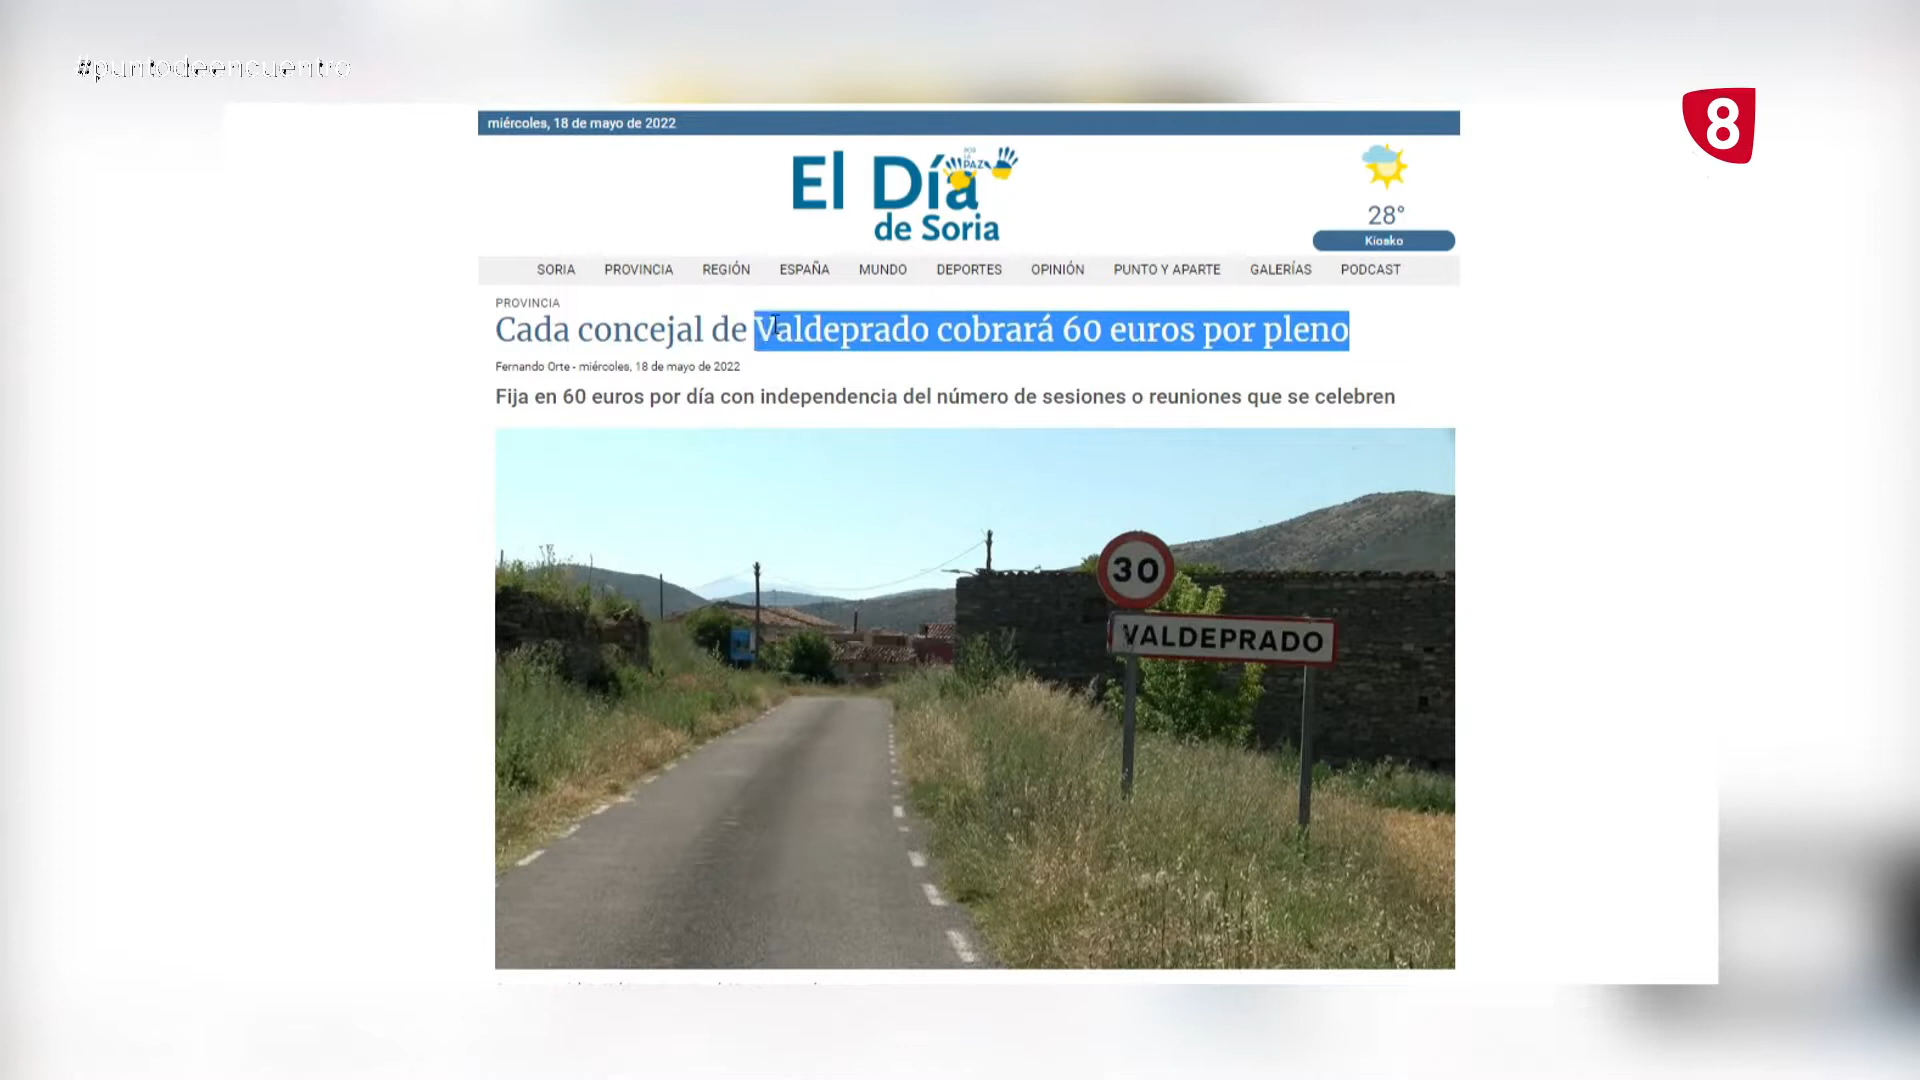 #puntodeencuentro
8
miércoles, 18 de mayo de 2022
El Día
POR
LA
PAZ
de Soria
28°
Kiosko
SORIA PROVINCIA REGIÓN ESPAÑA MUNDO DEPORTES OPINIÓN PUNTO Y APARTE GALERÍAS PODCAST
PROVINCIA
Cada concejal de Valdeprado cobrará 60 euros por pleno
Fernando Orte - miércoles, 18 de mayo de 2022
Fija en 60 euros por día con independencia del número de sesiones o reuniones que se celebren
30
VALDEPRADO